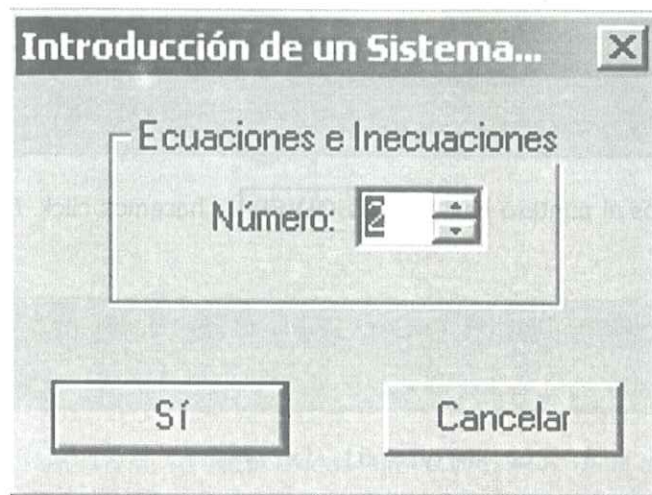 Introducción de un Sistema...
Ecuaciones e Inecuaciones
Número: 2
Sí
Cancelar